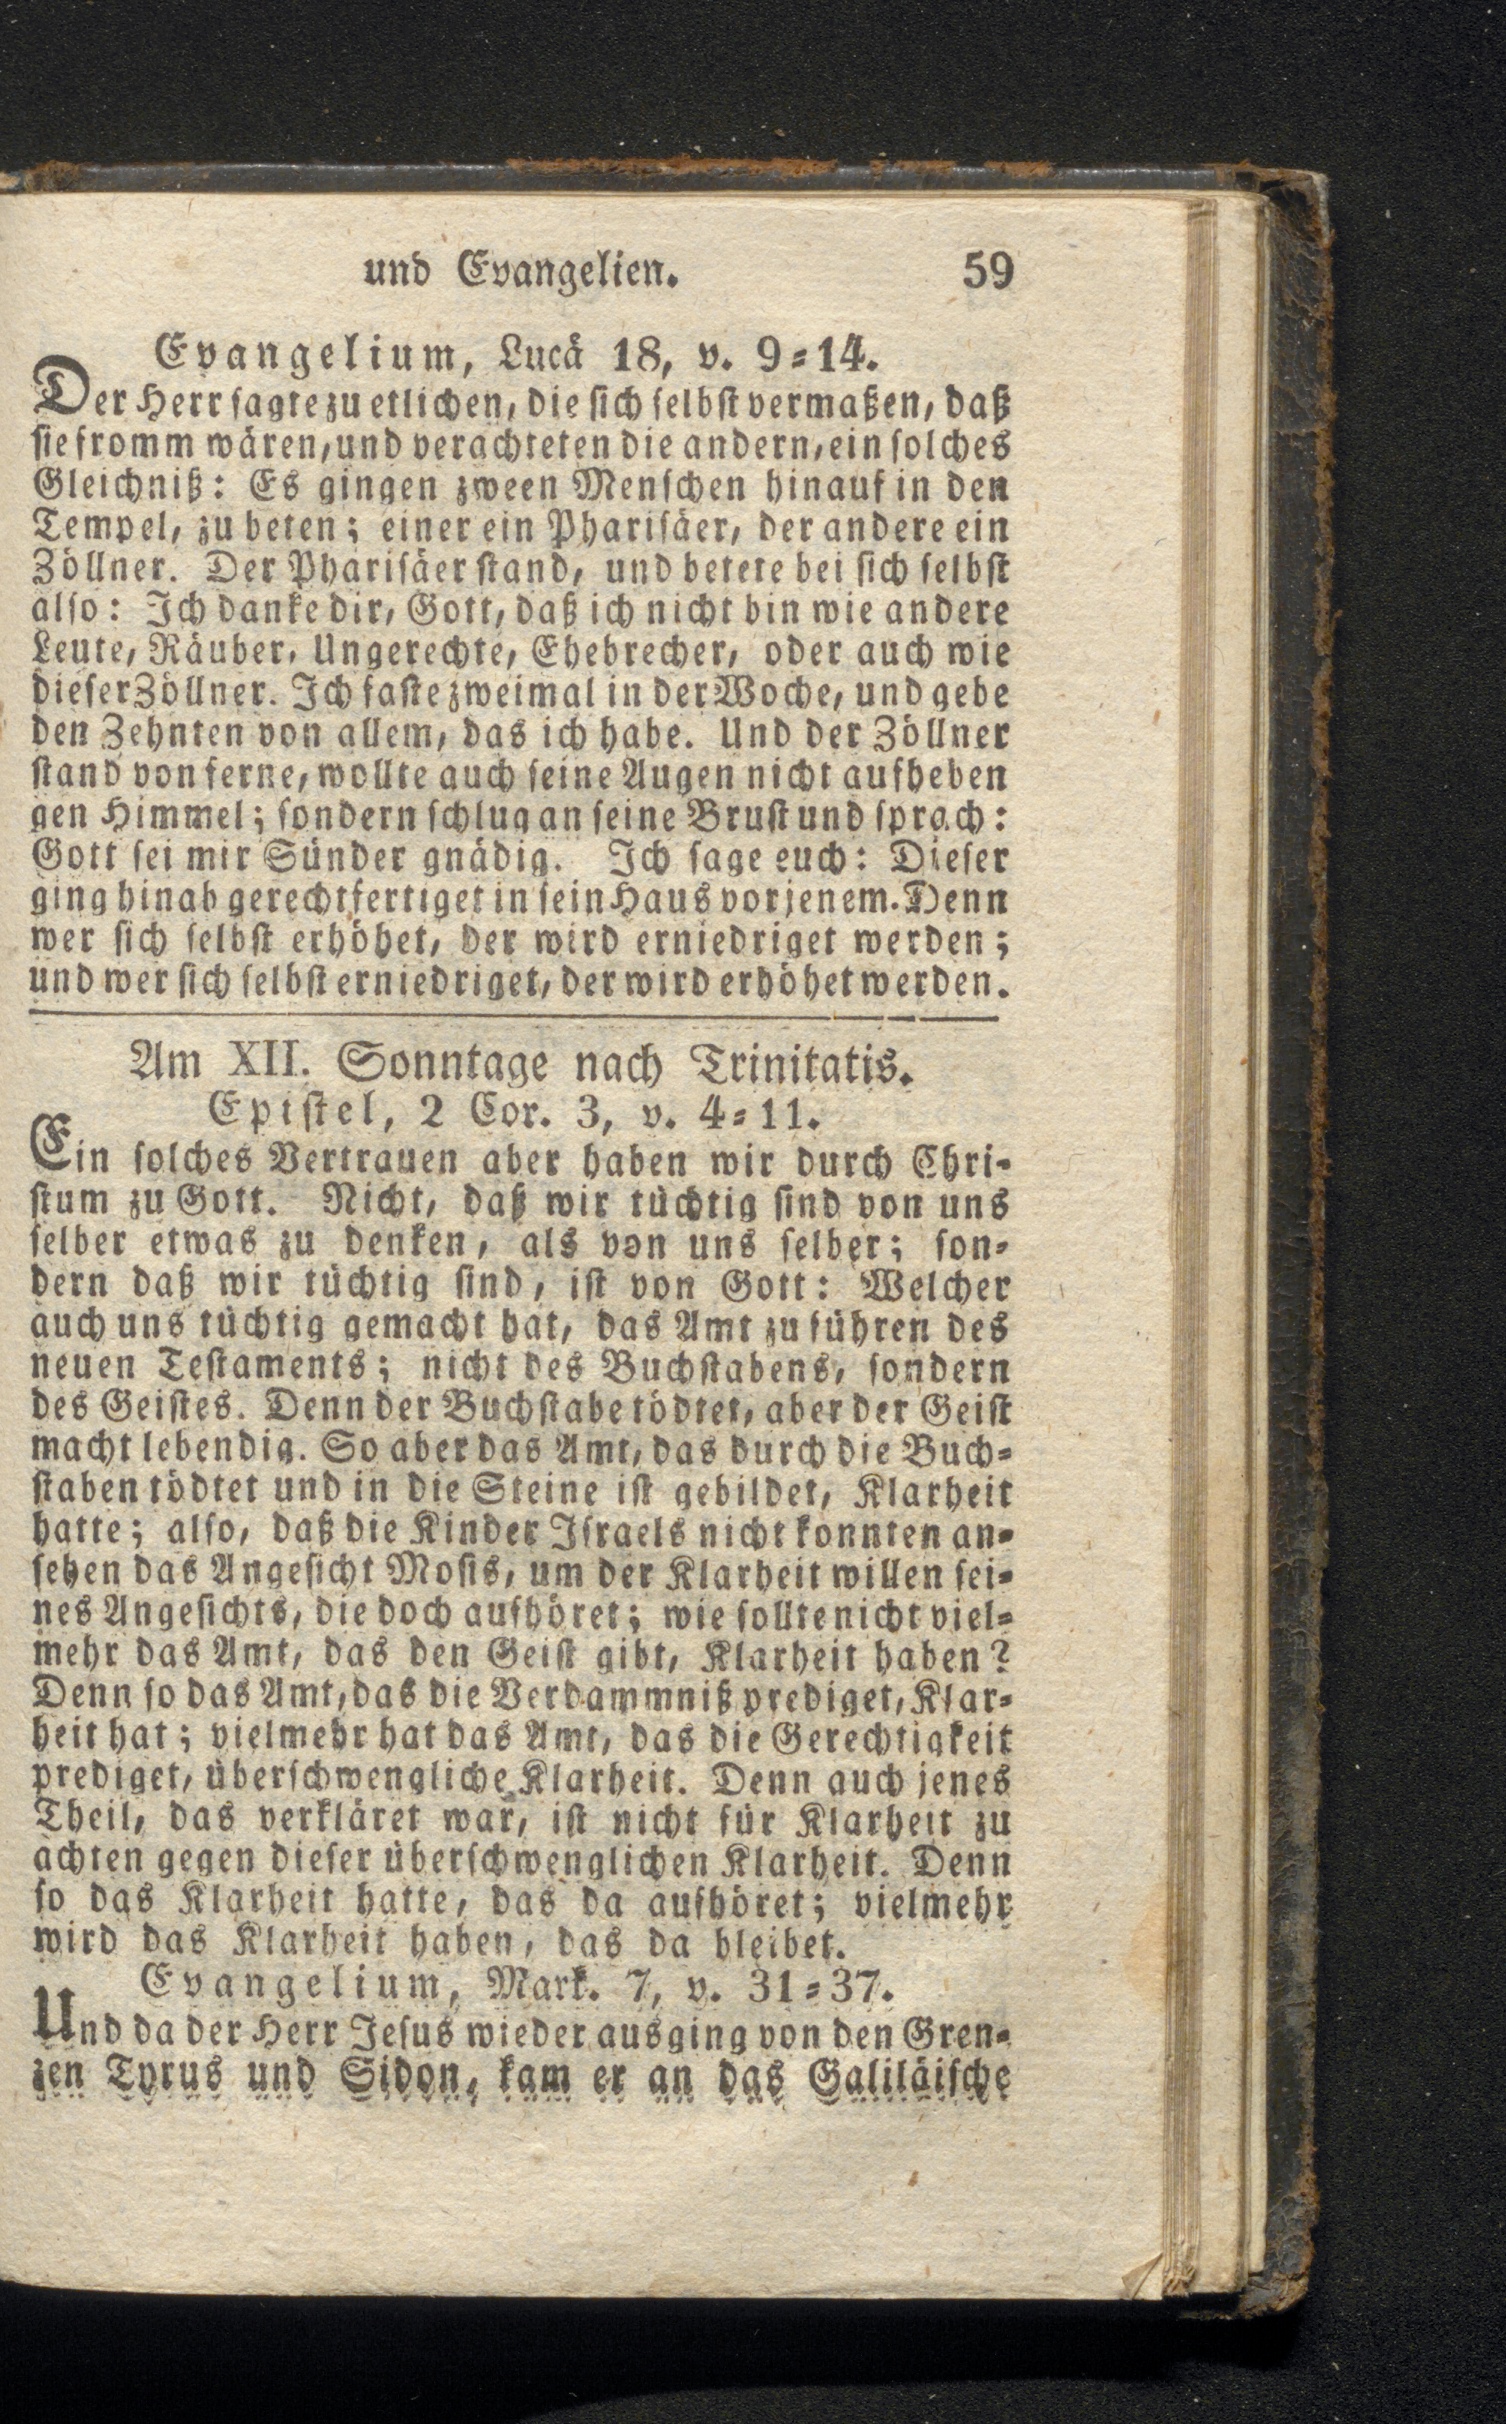 und Evangelien. 59
Evangelium, Lucä 18, v. 9=14.
Der Herr sagte zu etlichen, die sich selbst vermaßen, daß
sie fromm wären, und verachteten die andern, ein solches
Gleichniß: Es gingen zween Menschen hinauf in den
Tempel, zu beten; einer ein Pharisäer, der andere ein
Zöllner. Der Pharisäer stand, und betete bei sich selbst
also: Ich danke dir, Gott, daß ich nicht bin wie andere
Leute, Räuber, Ungerechte, Ehebrecher, oder auch wie
dieser Zöllner. Ich faste zweimal in der Woche, und gebe
den Zehnten von allem, das ich habe. Und der Zöllner
stand von ferne, wollte auch seine Augen nicht aufheben
gen Himmel; sondern schlug an seine Brust und sprach:
Gott sei mir Sünder gnädig. Ich sage euch: Dieser
ging hinab gerechtfertiget in sein Haus vor jenem. Denn
wer sich selbst erhöhet, der wird erniedriget werden;
und wer sich selbst erniedriget, der wird erhöhet werden.
Am XII. Sonntage nach Trinitatis.
Epistel, 2 Cor. 3, v. 4=11.
Ein solches Vertrauen aber haben wir durch Chri=
stum zu Gott. Nicht, daß wir tüchtig sind von uns
selber etwas zu denken, als von uns selber; son=
dern daß wir tüchtig sind, ist von Gott: Welcher
auch uns tüchtig gemacht hat, das Amt zu führen des
neuen Testaments; nicht des Buchstabens, sondern
des Geistes. Denn der Buchstabe tödtet, aber der Geist
macht lebendig. So aber das Amt, das durch die Buch=
staben tödtet und in die Steine ist gebildet, Klarheit
hatte; also, daß die Kinder Israels nicht konnten an=
sehen das Angesicht Mosis, um der Klarheit willen sei=
nes Angesichts, die doch aufhöret; wie sollte nicht viel=
mehr das Amt, das den Geist gibt, Klarheit haben?
Denn so das Amt, das die Verdammniß prediget, Klar=
heit hat; vielmehr hat das Amt, das die Gerechtigkeit
prediget, überschwengliche Klarheit. Denn auch jenes
Theil, das verkläret war, ist nicht für Klarheit zu
achten gegen dieser überschwenglichen Klarheit. Denn
so das Klarheit hatte, das da aufhöret; vielmehr
wird das Klarheit haben, das da bleibet.
Evangelium, Mark. 7, v. 31=37.
Und da der Herr Jesus wieder ausging von den Gren=
zen Tyrus und Sidon, kam er an das Galiläische